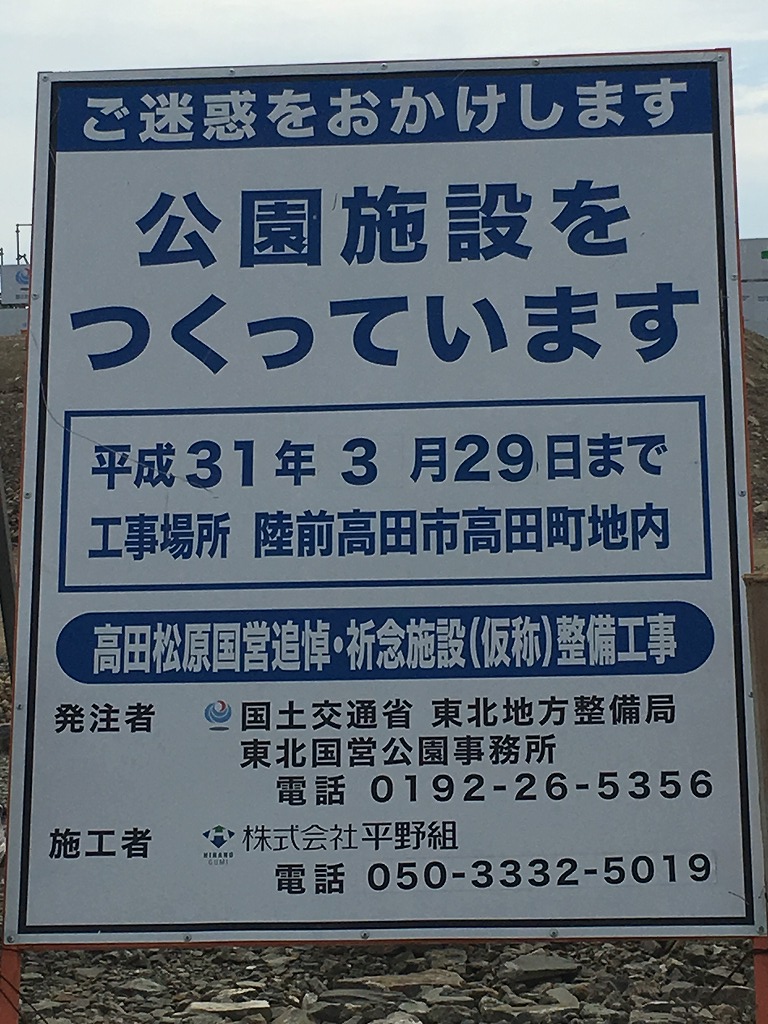 ご迷惑をおかけします
公園施設を
つくっています
平成31年 3 月29日まで
工事場所 陸前高田市高田町地内
高田松原国営追悼・祈念施設(仮称)整備工事
発注者 国土交通省 東北地方整備局
東北国営公園事務所
電話 0192-26-5356
施工者 HIRANO GUMI 株式会社平野組
電話 050-3332-5019